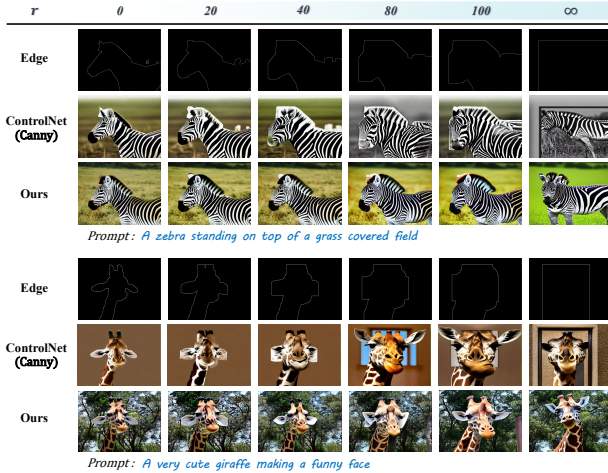 r 0 20 40 80 100 ∞
Edge
ControlNet
(Canny)
Ours
Prompt: A zebra standing on top of a grass covered field
Edge
ControlNet
(Canny)
Ours
Prompt: A very cute giraffe making a funny face